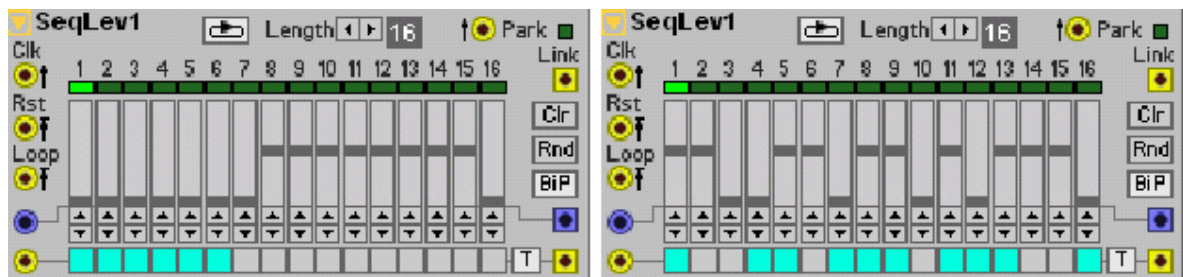 SeqLev1 Length 16 Park
Clk Link
1 2 3 4 5 6 7 8 9 10 11 12 13 14 15 16
Rst Clr
Loop Rnd
BiP
T
SeqLev1 Length 16 Park
Clk Link
1 2 3 4 5 6 7 8 9 10 11 12 13 14 15 16
Rst Clr
Loop Rnd
BiP
T